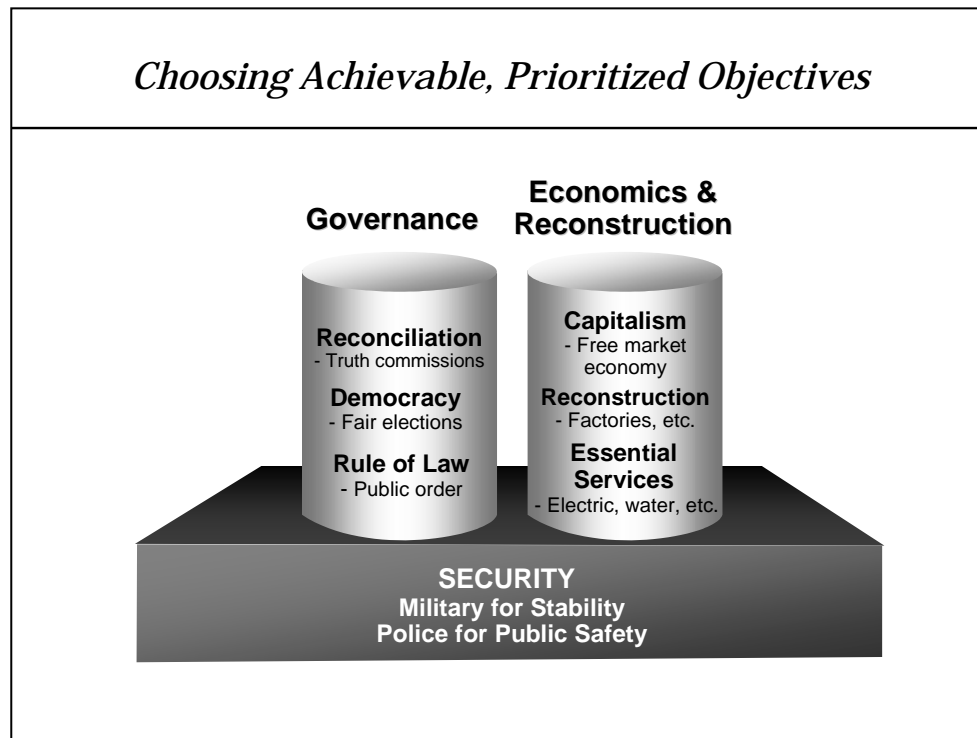 Choosing Achievable, Prioritized Objectives
Governance
Economics &
Reconstruction
Reconciliation
- Truth commissions
Democracy
- Fair elections
Rule of Law
- Public order
Capitalism
- Free market
economy
Reconstruction
- Factories, etc.
Essential
Services
- Electric, water, etc.
SECURITY
Military for Stability
Police for Public Safety